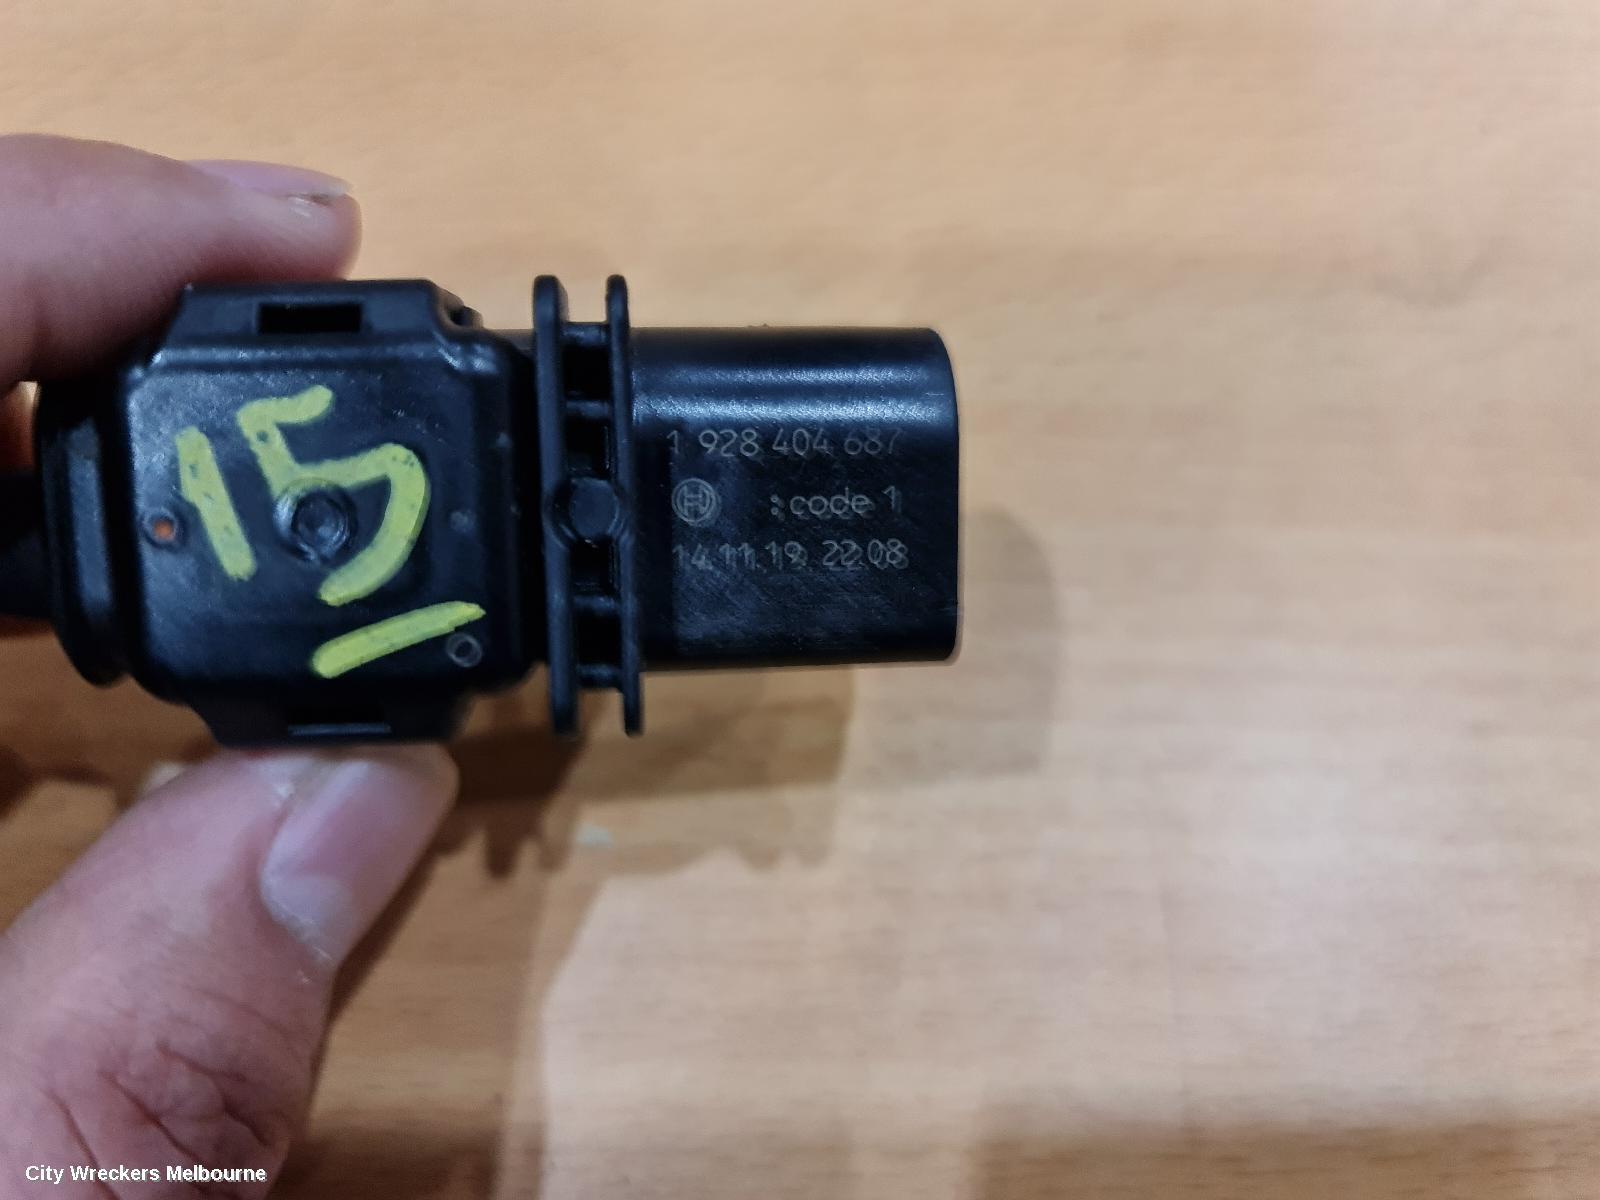 15
1 928 404 687
:code 1
14.11.19 22:08
City Wreckers Melbourne